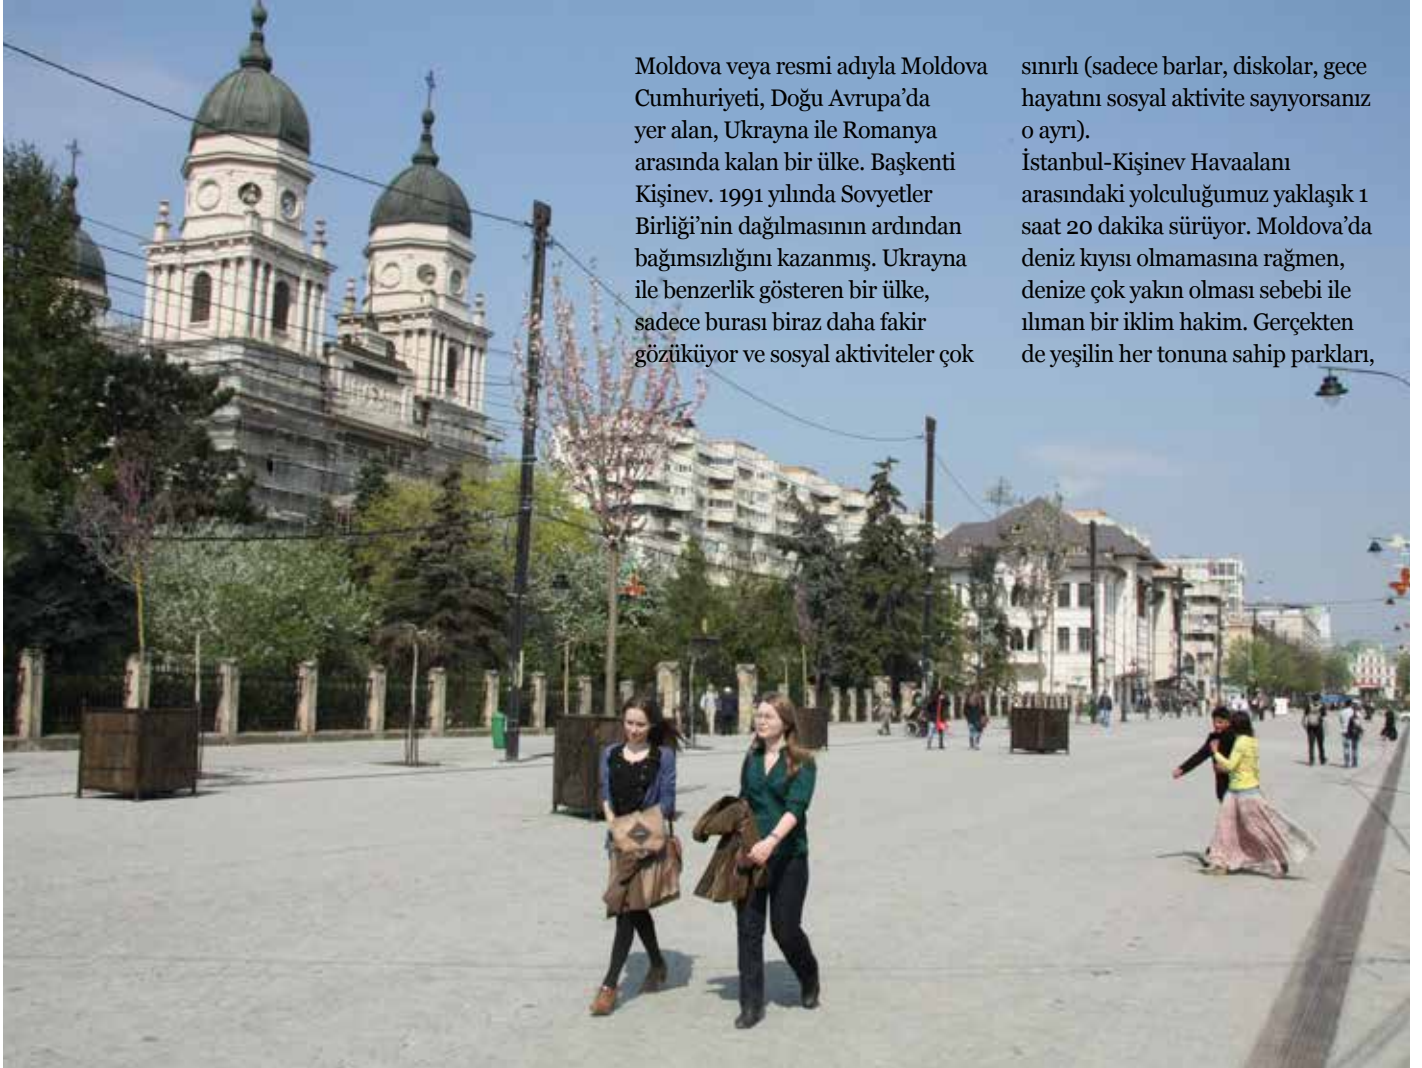 Moldova veya resmi adıyla Moldova
Cumhuriyeti, Doğu Avrupa’da
yer alan, Ukrayna ile Romanya
arasında kalan bir ülke. Başkenti
Kişinev. 1991 yılında Sovyetler
Birliği’nin dağılmasının ardından
bağımsızlığını kazanmış. Ukrayna
ile benzerlik gösteren bir ülke,
sadece burası biraz daha fakir
gözüküyor ve sosyal aktiviteler çok
sınırlı (sadece barlar, diskolar, gece
hayatını sosyal aktivite sayıyorsanız
o ayrı).
İstanbul-Kişinev Havaalanı
arasındaki yolculuğumuz yaklaşık 1
saat 20 dakika sürüyor. Moldova’da
deniz kıyısı olmamasına rağmen,
denize çok yakın olması sebebi ile
ılıman bir iklim hakim. Gerçekten
de yeşilin her tonuna sahip parkları,